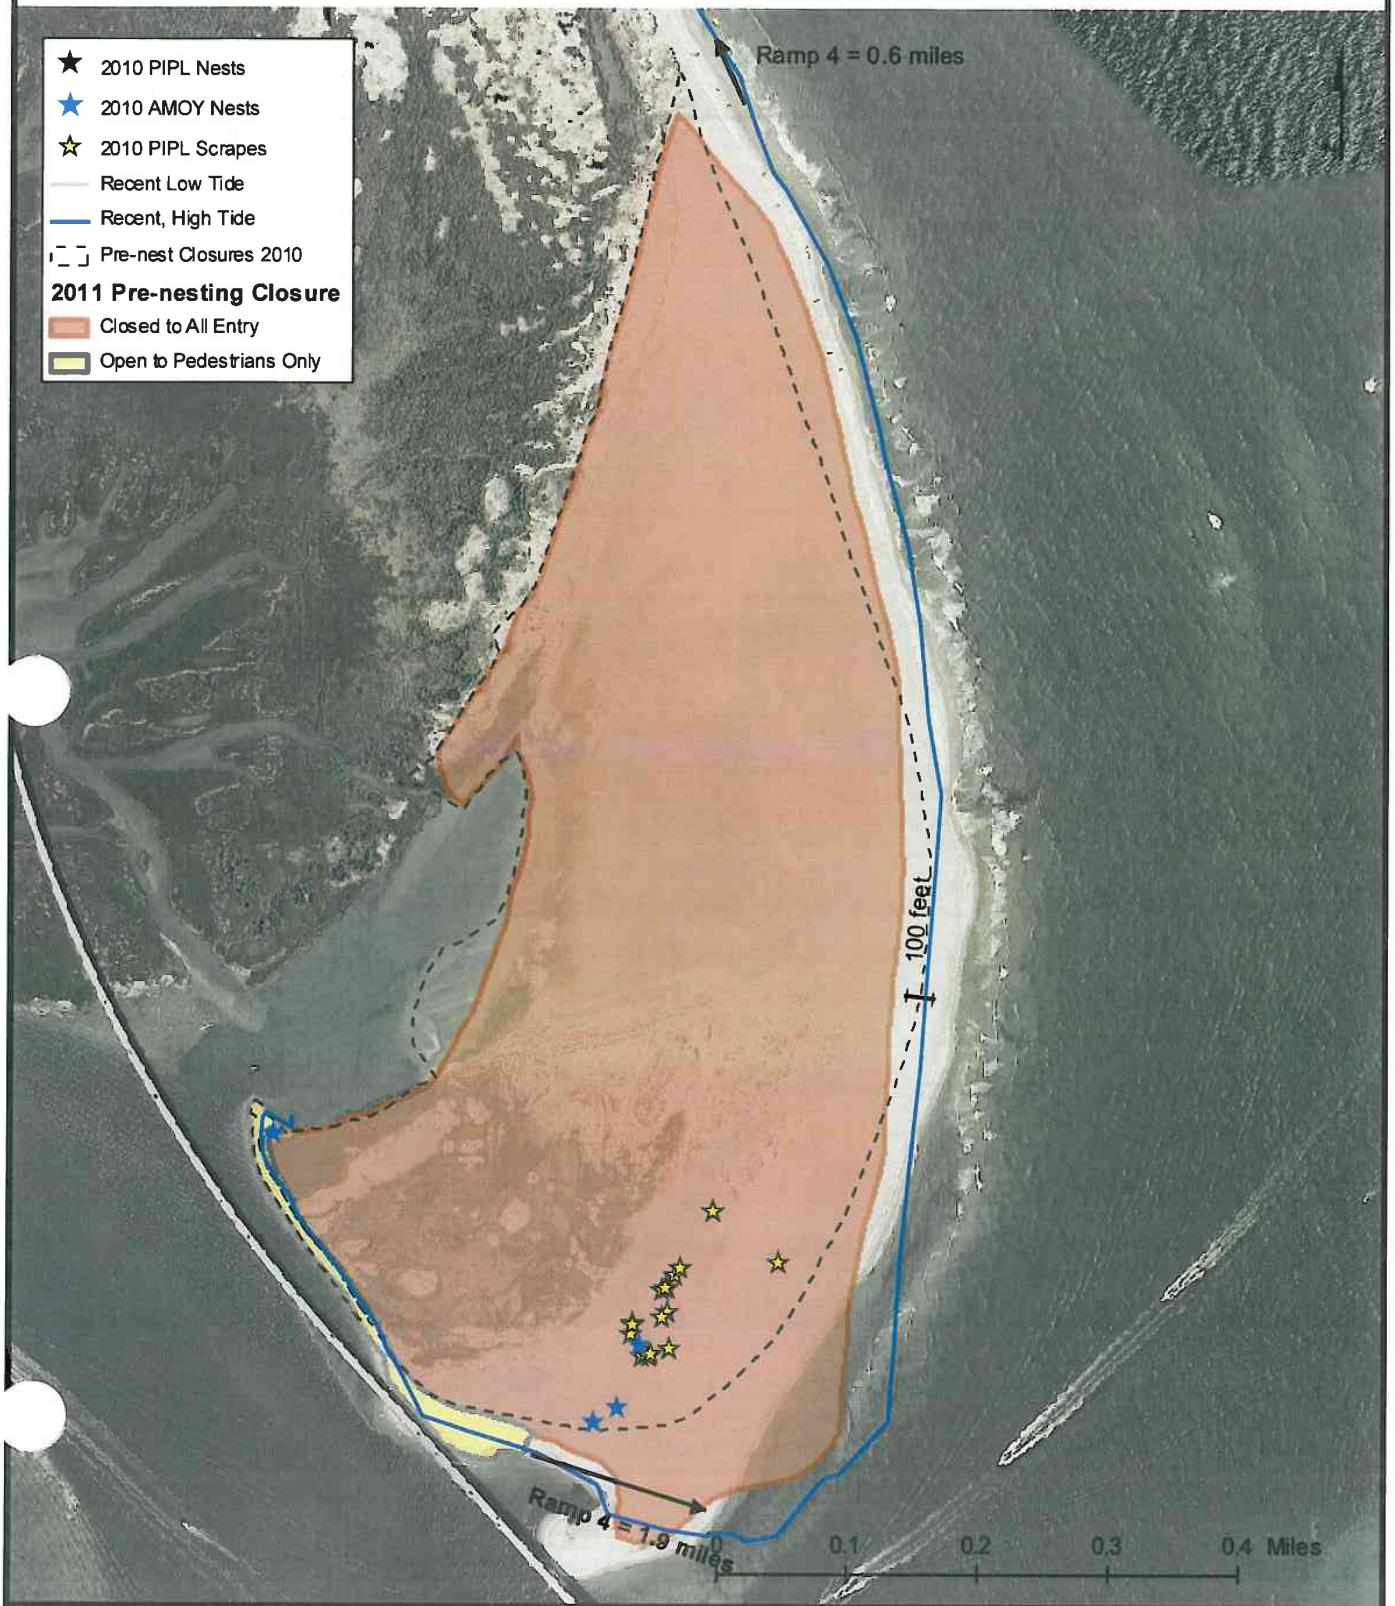 2010 PIPL Nests
2010 AMOY Nests
2010 PIPL Scrapes
Recent Low Tide
Recent, High Tide
Pre-nest Closures 2010
2011 Pre-nesting Closure
Closed to All Entry
Open to Pedestrians Only
Ramp 4 = 0.6 miles
100 feet
Ramp 4 = 1.9 miles
0 0.1 0.2 0.3 0.4 Miles